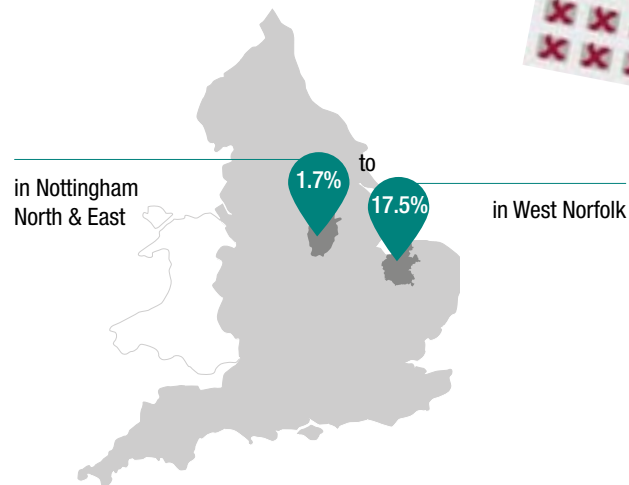 to
in Nottingham
North & East
1.7%
17.5%
in West Norfolk